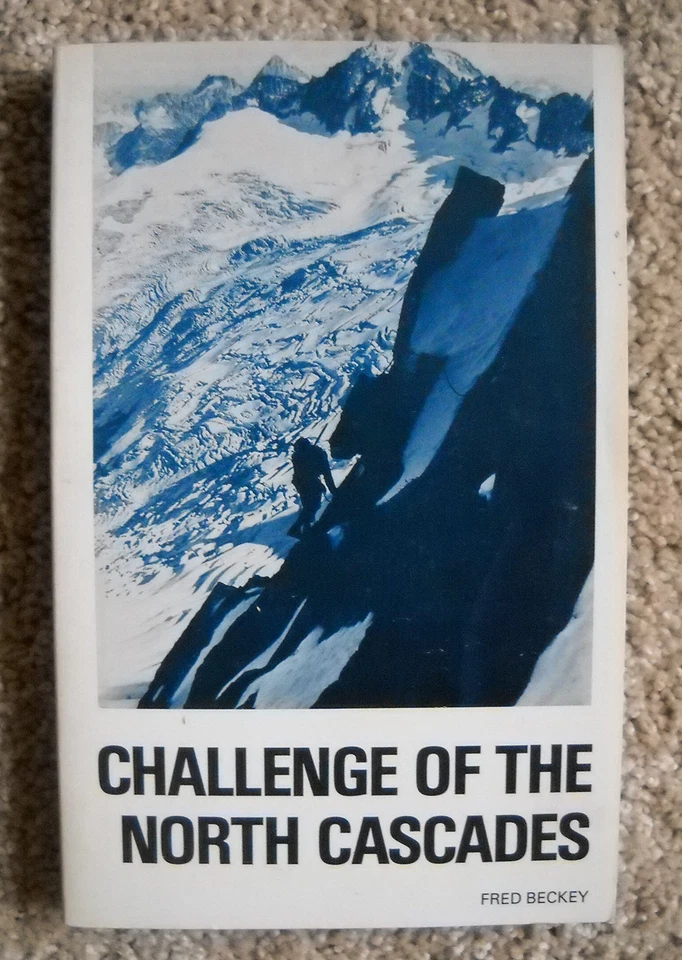 CHALLENGE OF THE
NORTH CASCADES
FRED BECKEY